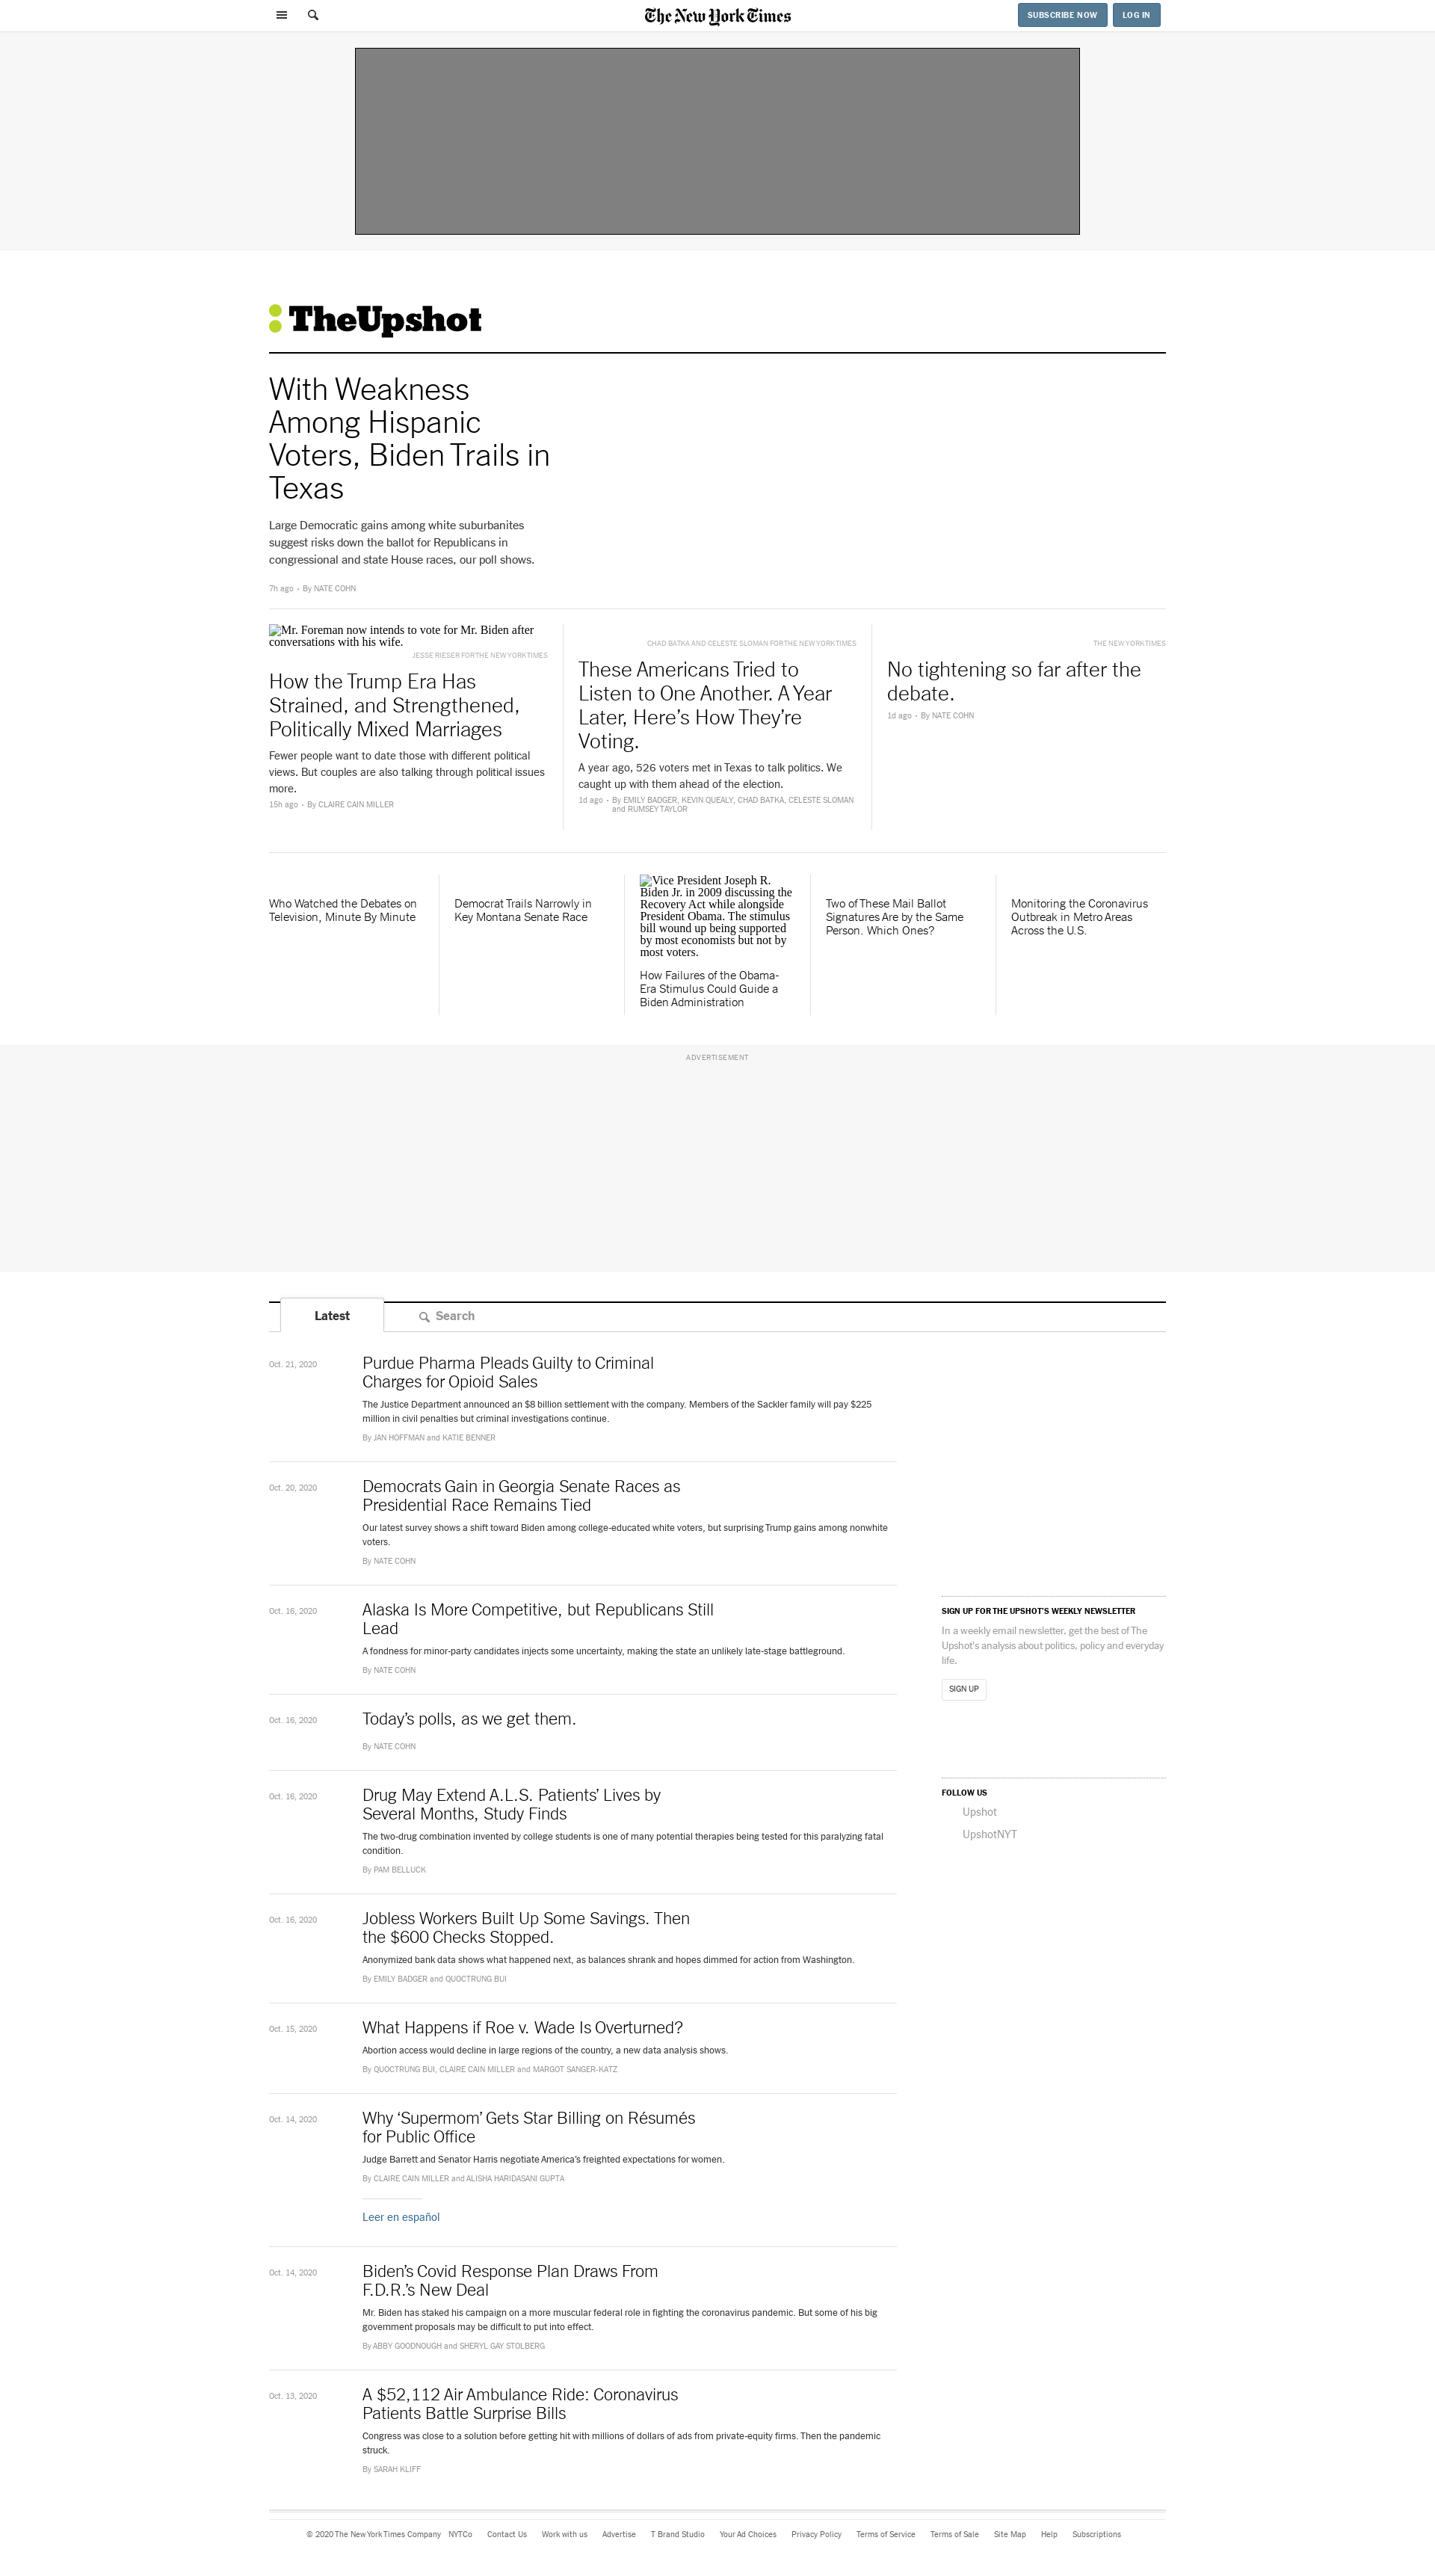 The New York Times
SUBSCRIBE NOW
LOG IN
TheUpshot
With Weakness
Among Hispanic
Voters, Biden Trails in
Texas
Large Democratic gains among white suburbanites
suggest risks down the ballot for Republicans in
congressional and state House races, our poll shows.
7h ago • By NATE COHN
Mr. Foreman now intends to vote for Mr. Biden after
conversations with his wife.
JESSE RIESER FOR THE NEW YORK TIMES
How the Trump Era Has
Strained, and Strengthened,
Politically Mixed Marriages
Fewer people want to date those with different political
views. But couples are also talking through political issues
more.
15h ago • By CLAIRE CAIN MILLER
CHAD BATKA AND CELESTE SLOMAN FOR THE NEW YORK TIMES
These Americans Tried to
Listen to One Another. A Year
Later, Here’s How They’re
Voting.
A year ago, 526 voters met in Texas to talk politics. We
caught up with them ahead of the election.
1d ago • By EMILY BADGER, KEVIN QUEALY, CHAD BATKA, CELESTE SLOMAN
and RUMSEY TAYLOR
THE NEW YORK TIMES
No tightening so far after the
debate.
1d ago • By NATE COHN
Who Watched the Debates on
Television, Minute By Minute
Democrat Trails Narrowly in
Key Montana Senate Race
Vice President Joseph R.
Biden Jr. in 2009 discussing the
Recovery Act while alongside
President Obama. The stimulus
bill wound up being supported
by most economists but not by
most voters.
How Failures of the Obama-
Era Stimulus Could Guide a
Biden Administration
Two of These Mail Ballot
Signatures Are by the Same
Person. Which Ones?
Monitoring the Coronavirus
Outbreak in Metro Areas
Across the U.S.
ADVERTISEMENT
Latest
Search
Oct. 21, 2020
Purdue Pharma Pleads Guilty to Criminal
Charges for Opioid Sales
The Justice Department announced an $8 billion settlement with the company. Members of the Sackler family will pay $225
million in civil penalties but criminal investigations continue.
By JAN HOFFMAN and KATIE BENNER
Oct. 20, 2020
Democrats Gain in Georgia Senate Races as
Presidential Race Remains Tied
Our latest survey shows a shift toward Biden among college-educated white voters, but surprising Trump gains among nonwhite
voters.
By NATE COHN
Oct. 16, 2020
Alaska Is More Competitive, but Republicans Still
Lead
A fondness for minor-party candidates injects some uncertainty, making the state an unlikely late-stage battleground.
By NATE COHN
Oct. 16, 2020
Today’s polls, as we get them.
By NATE COHN
Oct. 16, 2020
Drug May Extend A.L.S. Patients’ Lives by
Several Months, Study Finds
The two-drug combination invented by college students is one of many potential therapies being tested for this paralyzing fatal
condition.
By PAM BELLUCK
Oct. 16, 2020
Jobless Workers Built Up Some Savings. Then
the $600 Checks Stopped.
Anonymized bank data shows what happened next, as balances shrank and hopes dimmed for action from Washington.
By EMILY BADGER and QUOCTRUNG BUI
Oct. 15, 2020
What Happens if Roe v. Wade Is Overturned?
Abortion access would decline in large regions of the country, a new data analysis shows.
By QUOCTRUNG BUI, CLAIRE CAIN MILLER and MARGOT SANGER-KATZ
Oct. 14, 2020
Why ‘Supermom’ Gets Star Billing on Résumés
for Public Office
Judge Barrett and Senator Harris negotiate America’s freighted expectations for women.
By CLAIRE CAIN MILLER and ALISHA HARIDASANI GUPTA
Leer en español
Oct. 14, 2020
Biden’s Covid Response Plan Draws From
F.D.R.’s New Deal
Mr. Biden has staked his campaign on a more muscular federal role in fighting the coronavirus pandemic. But some of his big
government proposals may be difficult to put into effect.
By ABBY GOODNOUGH and SHERYL GAY STOLBERG
Oct. 13, 2020
A $52,112 Air Ambulance Ride: Coronavirus
Patients Battle Surprise Bills
Congress was close to a solution before getting hit with millions of dollars of ads from private-equity firms. Then the pandemic
struck.
By SARAH KLIFF
SIGN UP FOR THE UPSHOT’S WEEKLY NEWSLETTER
In a weekly email newsletter, get the best of The
Upshot’s analysis about politics, policy and everyday
life.
SIGN UP
FOLLOW US
Upshot
UpshotNYT
© 2020 The New York Times Company NYTCo Contact Us Work with us Advertise T Brand Studio Your Ad Choices Privacy Policy Terms of Service Terms of Sale Site Map Help Subscriptions